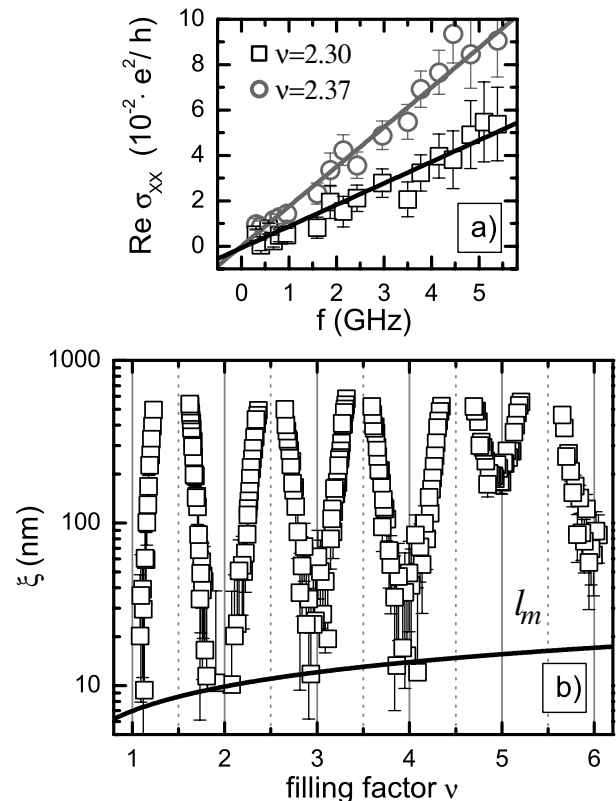 10
8
6
4
2
0
Re σxx (10⁻² · e²/ h)
ν=2.30
ν=2.37
a)
0 1 2 3 4 5
f (GHz)
1000
100
10
ξ (nm)
lm
b)
1 2 3 4 5 6
filling factor ν